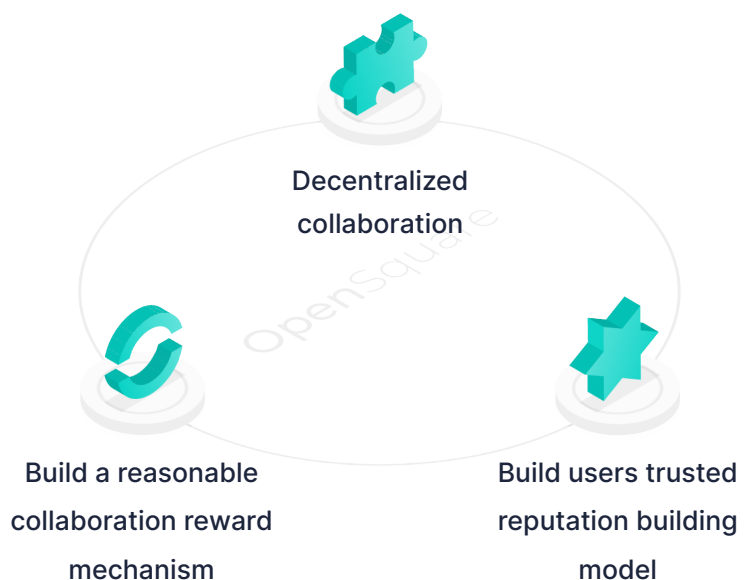 Decentralized
collaboration
OpenSquare
Build a reasonable
collaboration reward
mechanism
Build users trusted
reputation building
model